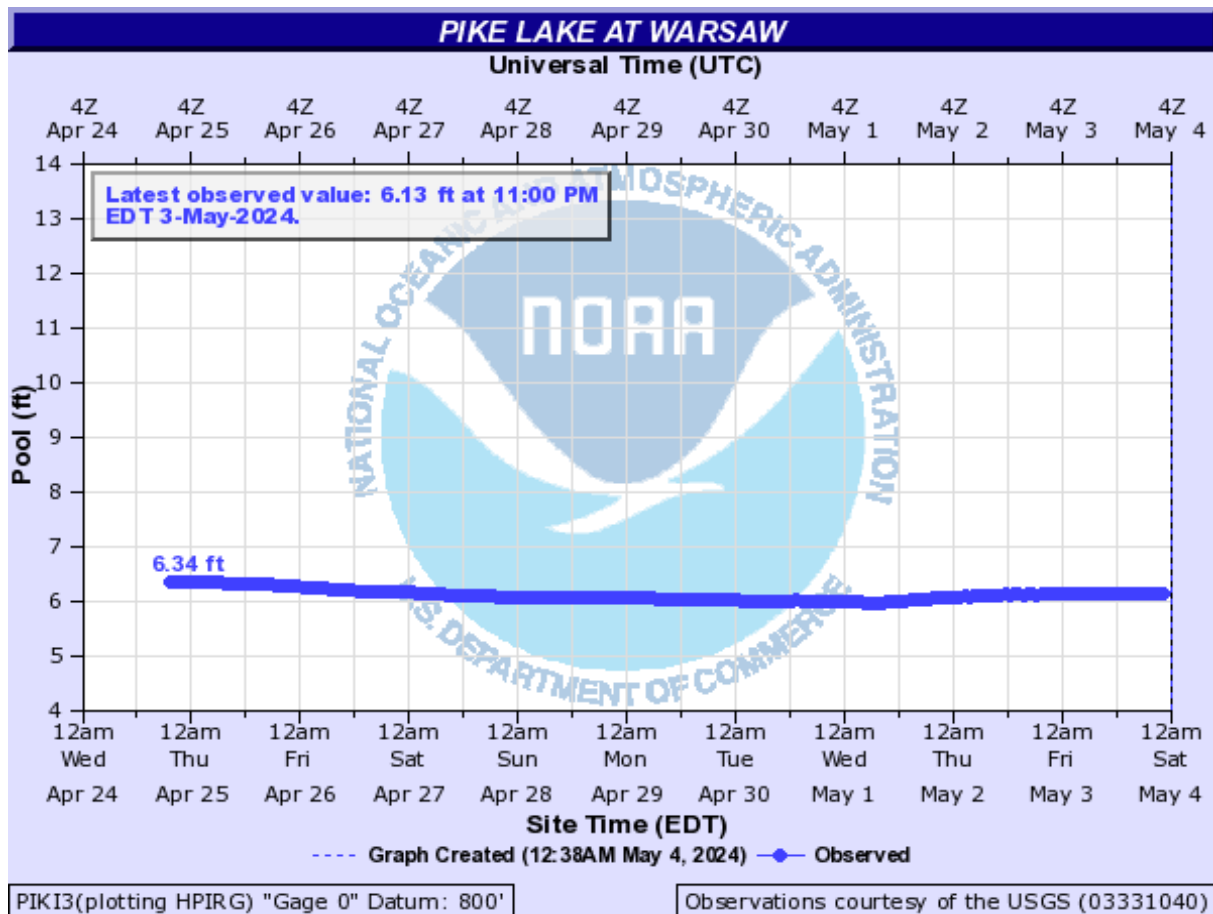 PIKE LAKE AT WARSAW
Universal Time (UTC)
4Z 4Z 4Z 4Z 4Z 4Z 4Z 4Z 4Z 4Z 4Z
Apr 24 Apr 25 Apr 26 Apr 27 Apr 28 Apr 29 Apr 30 May 1 May 2 May 3 May 4
Latest observed value: 6.13 ft at 11:00 PM
EDT 3-May-2024.
14
13
12
11
10
9
8
7
6
5
4
Pool (ft)
NATIONAL OCEANIC AND ATMOSPHERIC ADMINISTRATION
NOAA
U.S. DEPARTMENT OF COMMERCE
6.34 ft
12am 12am 12am 12am 12am 12am 12am 12am 12am 12am 12am
Wed Thu Fri Sat Sun Mon Tue Wed Thu Fri Sat
Apr 24 Apr 25 Apr 26 Apr 27 Apr 28 Apr 29 Apr 30 May 1 May 2 May 3 May 4
Site Time (EDT)
Graph Created (12:38AM May 4, 2024) Observed
PIKI3(plotting HPIRG) "Gage 0" Datum: 800'
Observations courtesy of the USGS (03331040)